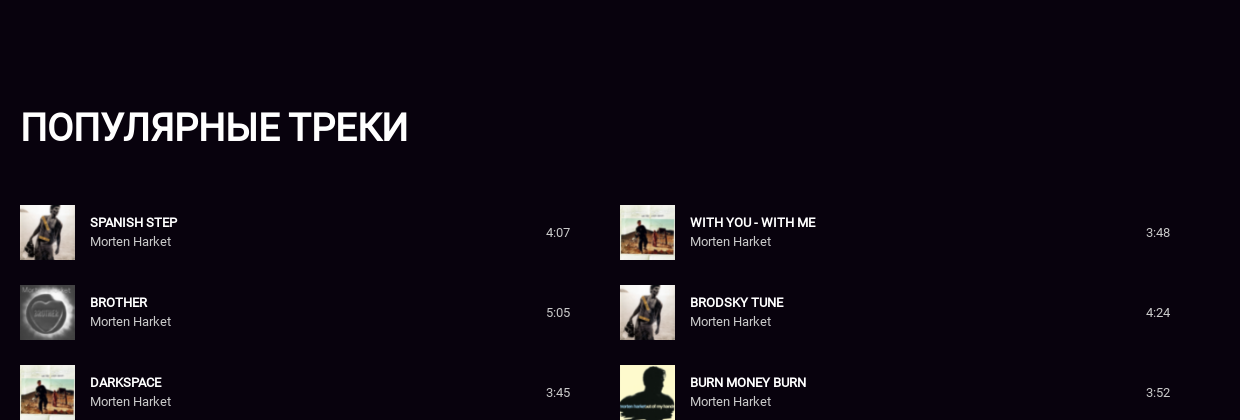 ПОПУЛЯРНЫЕ ТРЕКИ
SPANISH STEP
Morten Harket
4:07
WITH YOU - WITH ME
Morten Harket
3:48
BROTHER
Morten Harket
5:05
BRODSKY TUNE
Morten Harket
4:24
DARKSPACE
Morten Harket
3:45
BURN MONEY BURN
Morten Harket
3:52